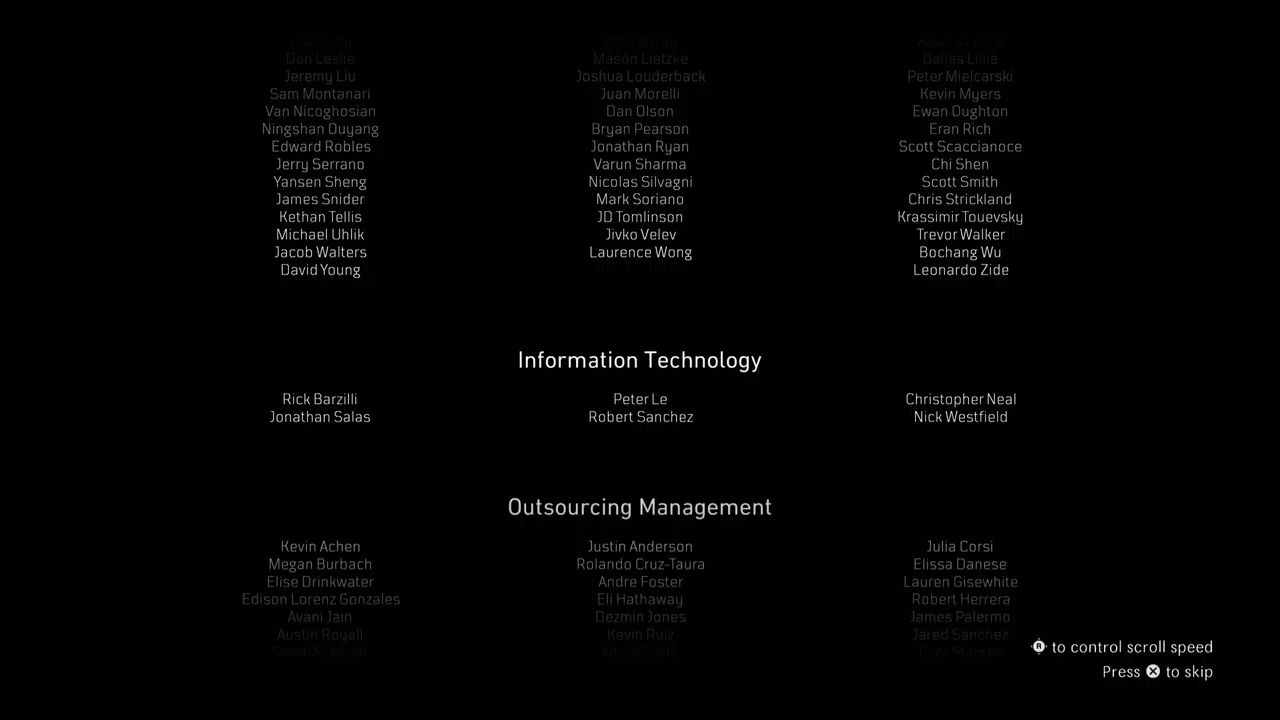 Dan Leslie Mason Lietzke Dallas Lillie
Jeremy Liu Joshua Louderback Peter Mielcarski
Sam Montanari Juan Morelli Kevin Myers
Van Nicoghosian Dan Olson Ewan Oughton
Ningshan Ouyang Bryan Pearson Eran Rich
Edward Robles Jonathan Ryan Scott Scaccianoce
Jerry Serrano Varun Sharma Chi Shen
Yansen Sheng Nicolas Silvagni Scott Smith
James Snider Mark Soriano Chris Strickland
Kethan Tellis JD Tomlinson Krassimir Touevsky
Michael Uhlik Jivko Velev Trevor Walker
Jacob Walters Laurence Wong Bochang Wu
David Young Leonardo Zide
Information Technology
Rick Barzilli Peter Le Christopher Neal
Jonathan Salas Robert Sanchez Nick Westfield
Outsourcing Management
Kevin Achen Justin Anderson Julia Corsi
Megan Burbach Rolando Cruz-Taura Elissa Danese
Elise Drinkwater Andre Foster Lauren Gisewhite
Edison Lorenz Gonzales Eli Hathaway Robert Herrera
Avani Jain Dezmin Jones James Palermo
Austin Royall Kevin Ruiz Jared Sanchez
R to control scroll speed
Press X to skip